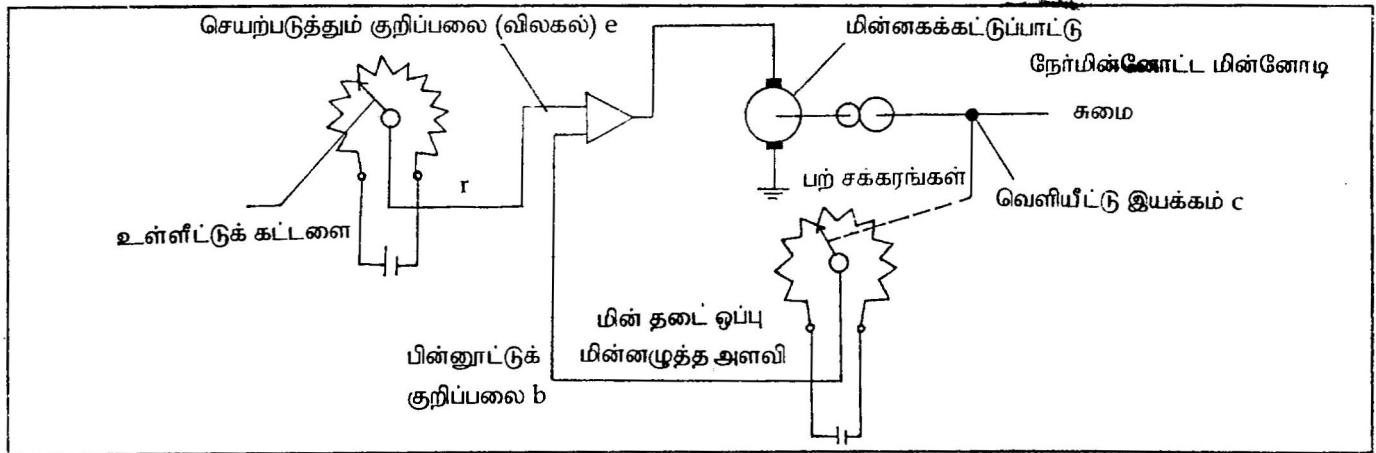 செயற்படுத்தும் குறிப்பலை (விலகல்) e
மின்னகக்கட்டுப்பாட்டு
நேர்மின்னோட்ட மின்னோடி
சுமை
r
பற் சக்கரங்கள்
வெளியீட்டு இயக்கம் c
உள்ளீட்டுக் கட்டளை
மின் தடை ஒப்பு
பின்னூட்டுக் மின்னழுத்த அளவி
குறிப்பலை b